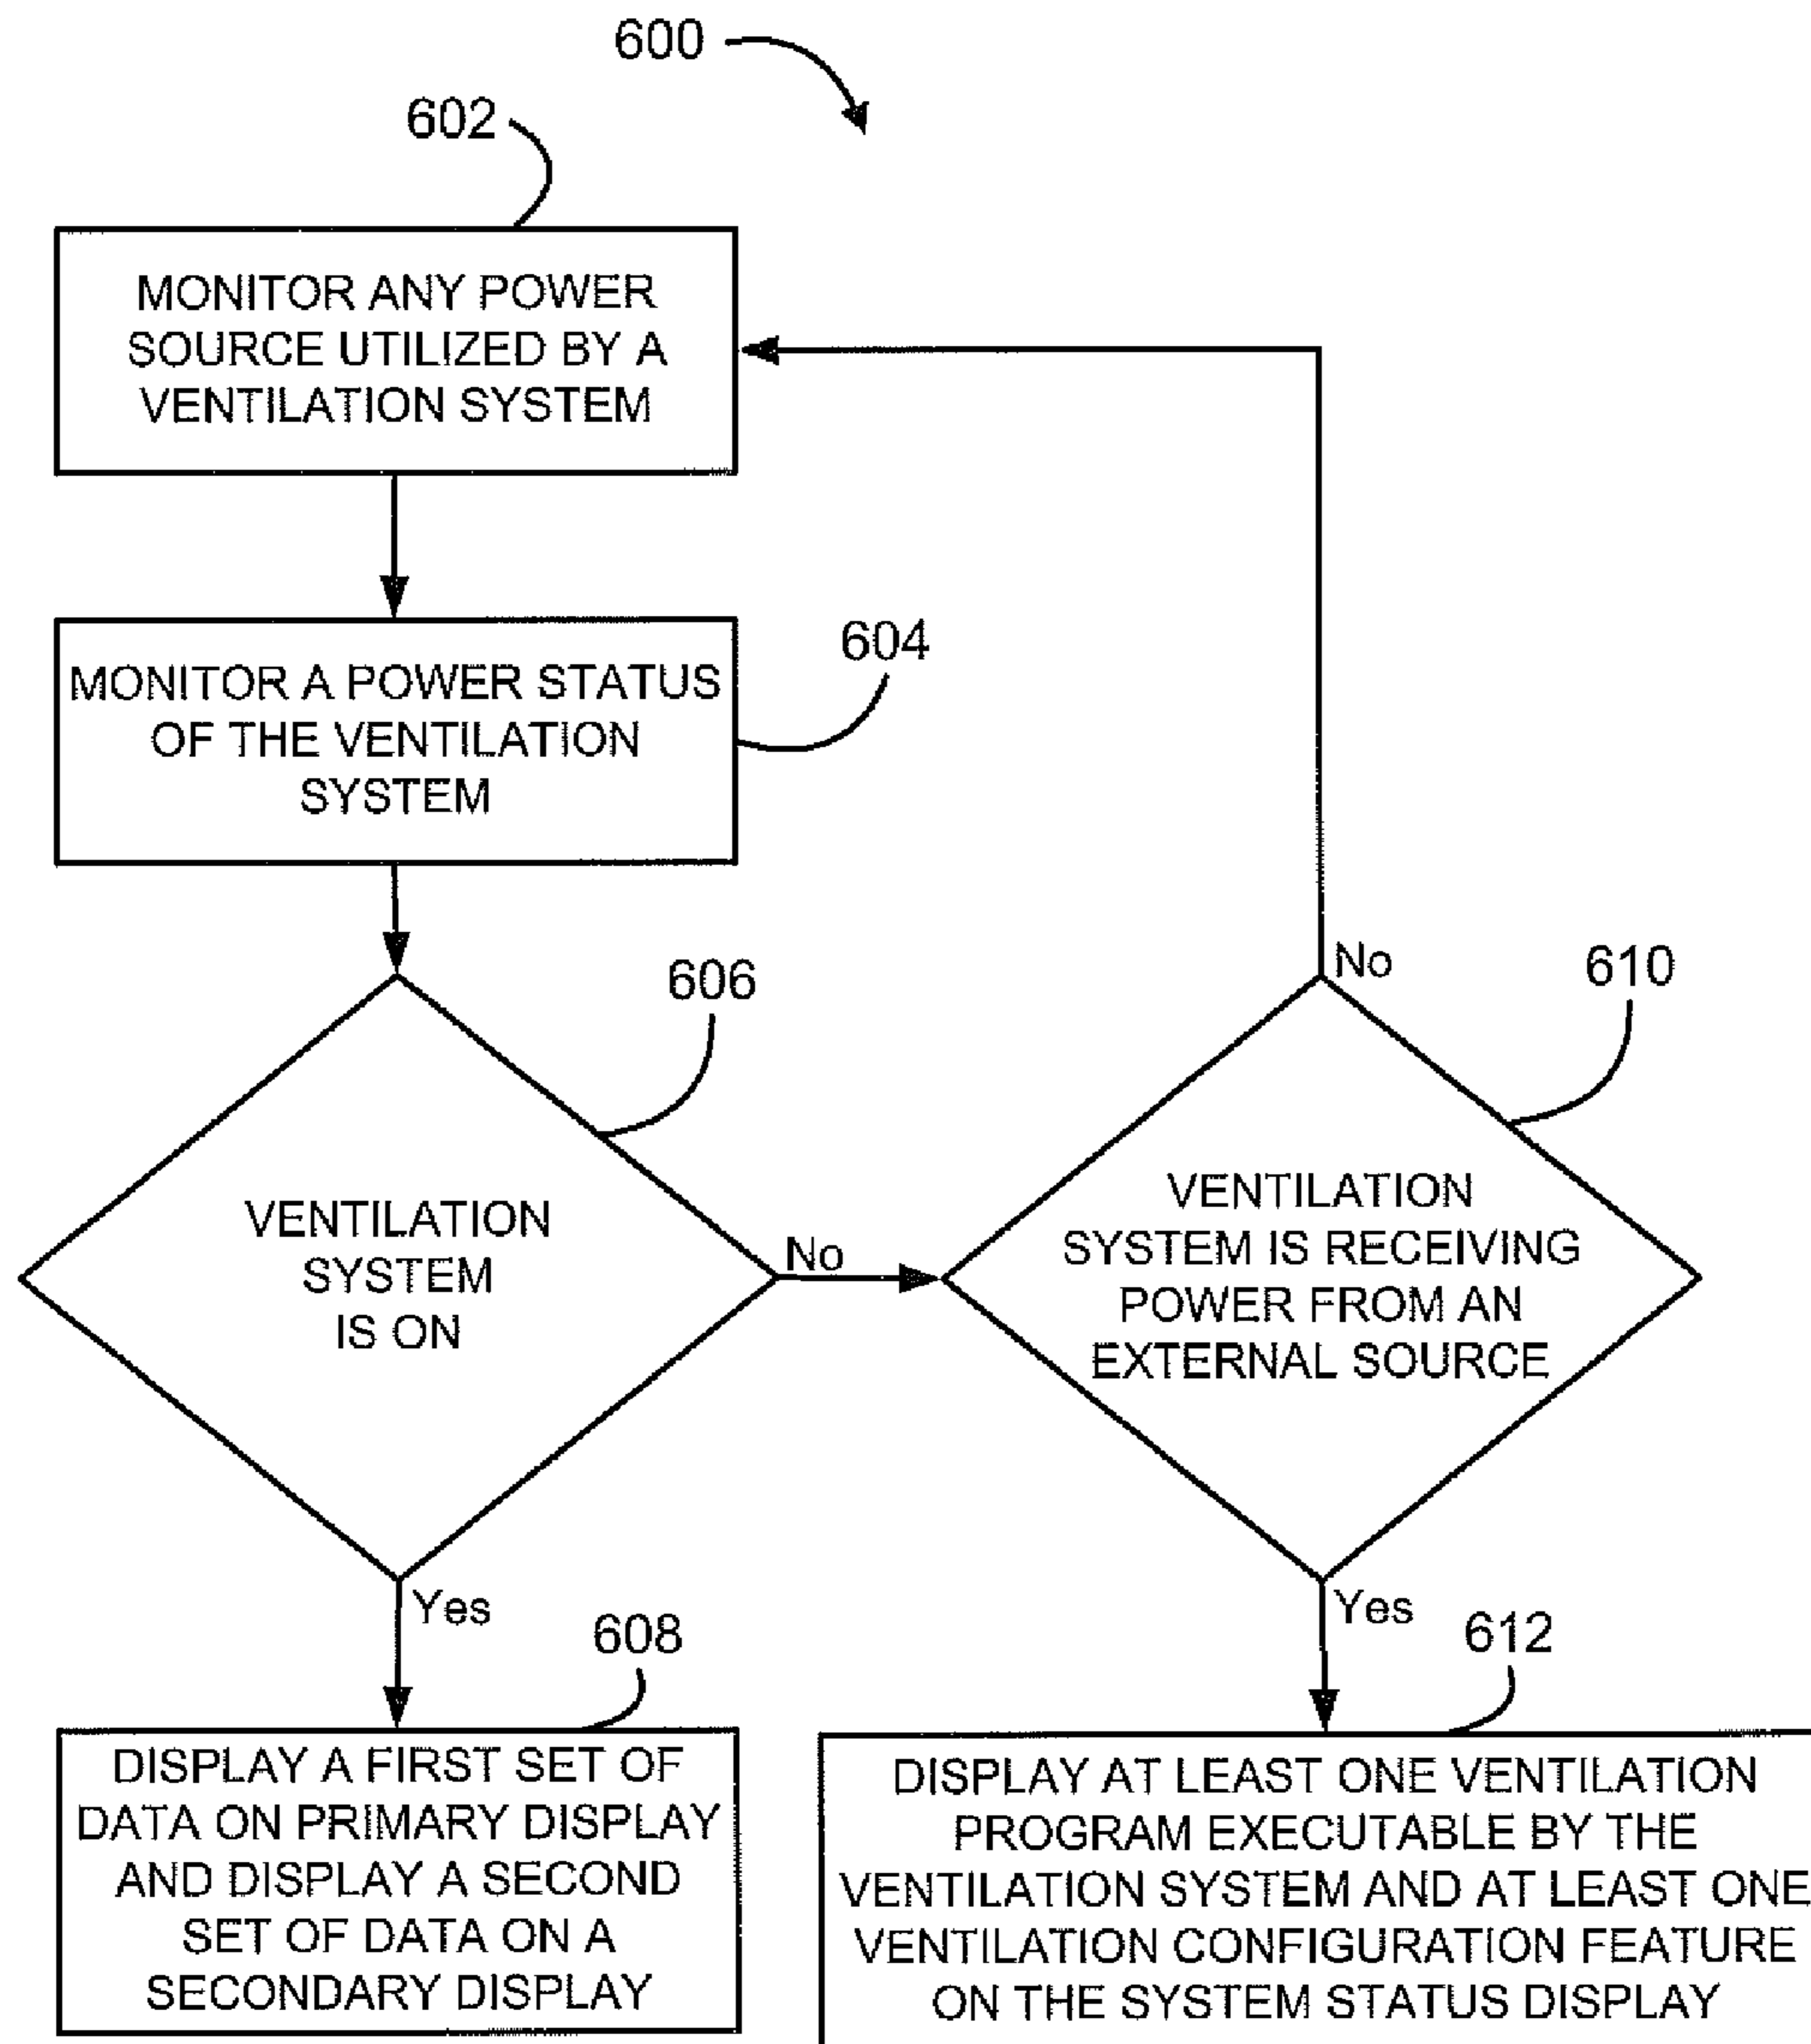 600
602
MONITOR ANY POWER
SOURCE UTILIZED BY A
VENTILATION SYSTEM
604
MONITOR A POWER STATUS
OF THE VENTILATION
SYSTEM
606
VENTILATION
SYSTEM
IS ON
No
610
No
VENTILATION
SYSTEM IS RECEIVING
POWER FROM AN
EXTERNAL SOURCE
Yes
608
DISPLAY A FIRST SET OF
DATA ON PRIMARY DISPLAY
AND DISPLAY A SECOND
SET OF DATA ON A
SECONDARY DISPLAY
Yes
612
DISPLAY AT LEAST ONE VENTILATION
PROGRAM EXECUTABLE BY THE
VENTILATION SYSTEM AND AT LEAST ONE
VENTILATION CONFIGURATION FEATURE
ON THE SYSTEM STATUS DISPLAY